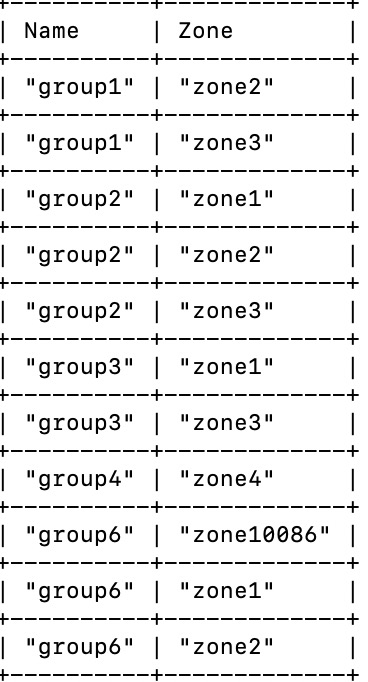 +----------+-------------+
| Name     | Zone        |
+----------+-------------+
| "group1" | "zone2"     |
+----------+-------------+
| "group1" | "zone3"     |
+----------+-------------+
| "group2" | "zone1"     |
+----------+-------------+
| "group2" | "zone2"     |
+----------+-------------+
| "group2" | "zone3"     |
+----------+-------------+
| "group3" | "zone1"     |
+----------+-------------+
| "group3" | "zone3"     |
+----------+-------------+
| "group4" | "zone4"     |
+----------+-------------+
| "group6" | "zone10086" |
+----------+-------------+
| "group6" | "zone1"     |
+----------+-------------+
| "group6" | "zone2"     |
+----------+-------------+